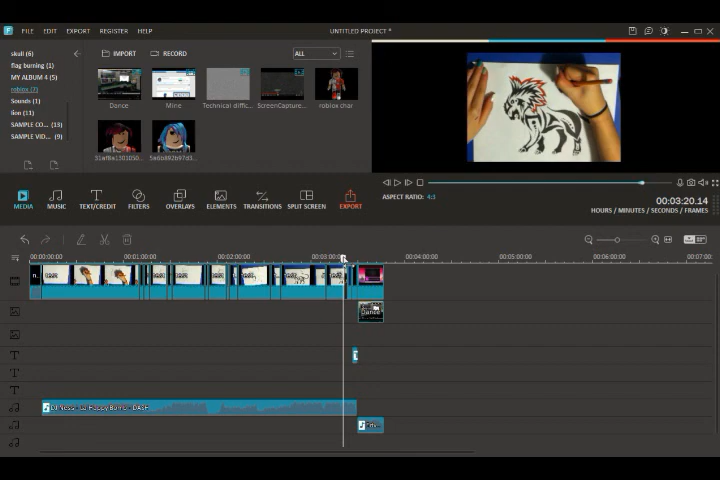 FILE EDIT EXPORT REGISTER HELP UNTITLED PROJECT *
skull (6)
flag burning (1)
MY ALBUM 4 (5)
roblox (7)
Sounds (1)
lion (11)
SAMPLE CO... (13)
SAMPLE VID... (9)
IMPORT RECORD ALL
Dance Mine Technical diffic... ScreenCapture... roblox char
MEDIA MUSIC TEXT/CREDIT FILTERS OVERLAYS ELEMENTS TRANSITIONS SPLIT SCREEN EXPORT
ASPECT RATIO: 4:3
00:03:20.14
HOURS / MINUTES / SECONDS / FRAMES
00:00:00:00 00:01:00:00 00:02:00:00 00:03:00:00 00:04:00:00 00:05:00:00 00:06:00:00 00:07:00
Dance